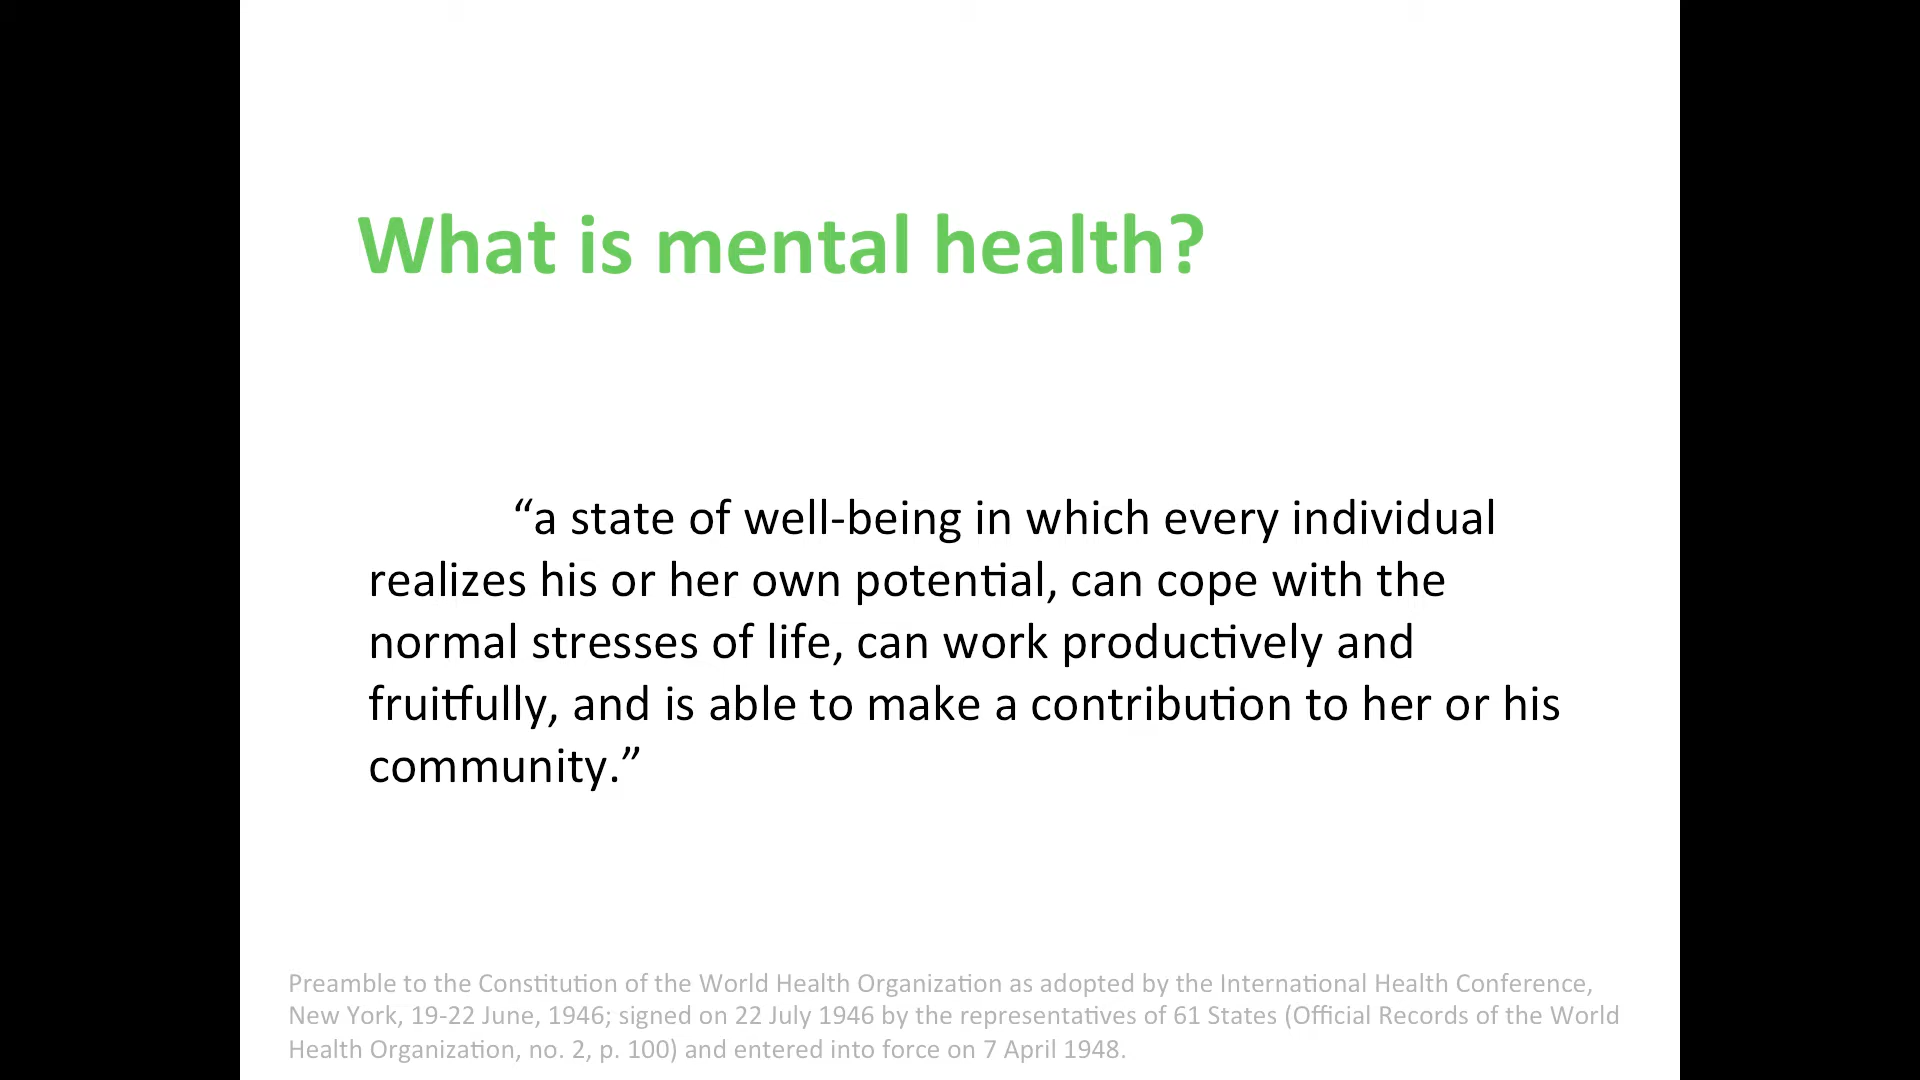 What is mental health?
“a state of well-being in which every individual
realizes his or her own potential, can cope with the
normal stresses of life, can work productively and
fruitfully, and is able to make a contribution to her or his
community.”
Preamble to the Constitution of the World Health Organization as adopted by the International Health Conference,
New York, 19-22 June, 1946; signed on 22 July 1946 by the representatives of 61 States (Official Records of the World
Health Organization, no. 2, p. 100) and entered into force on 7 April 1948.